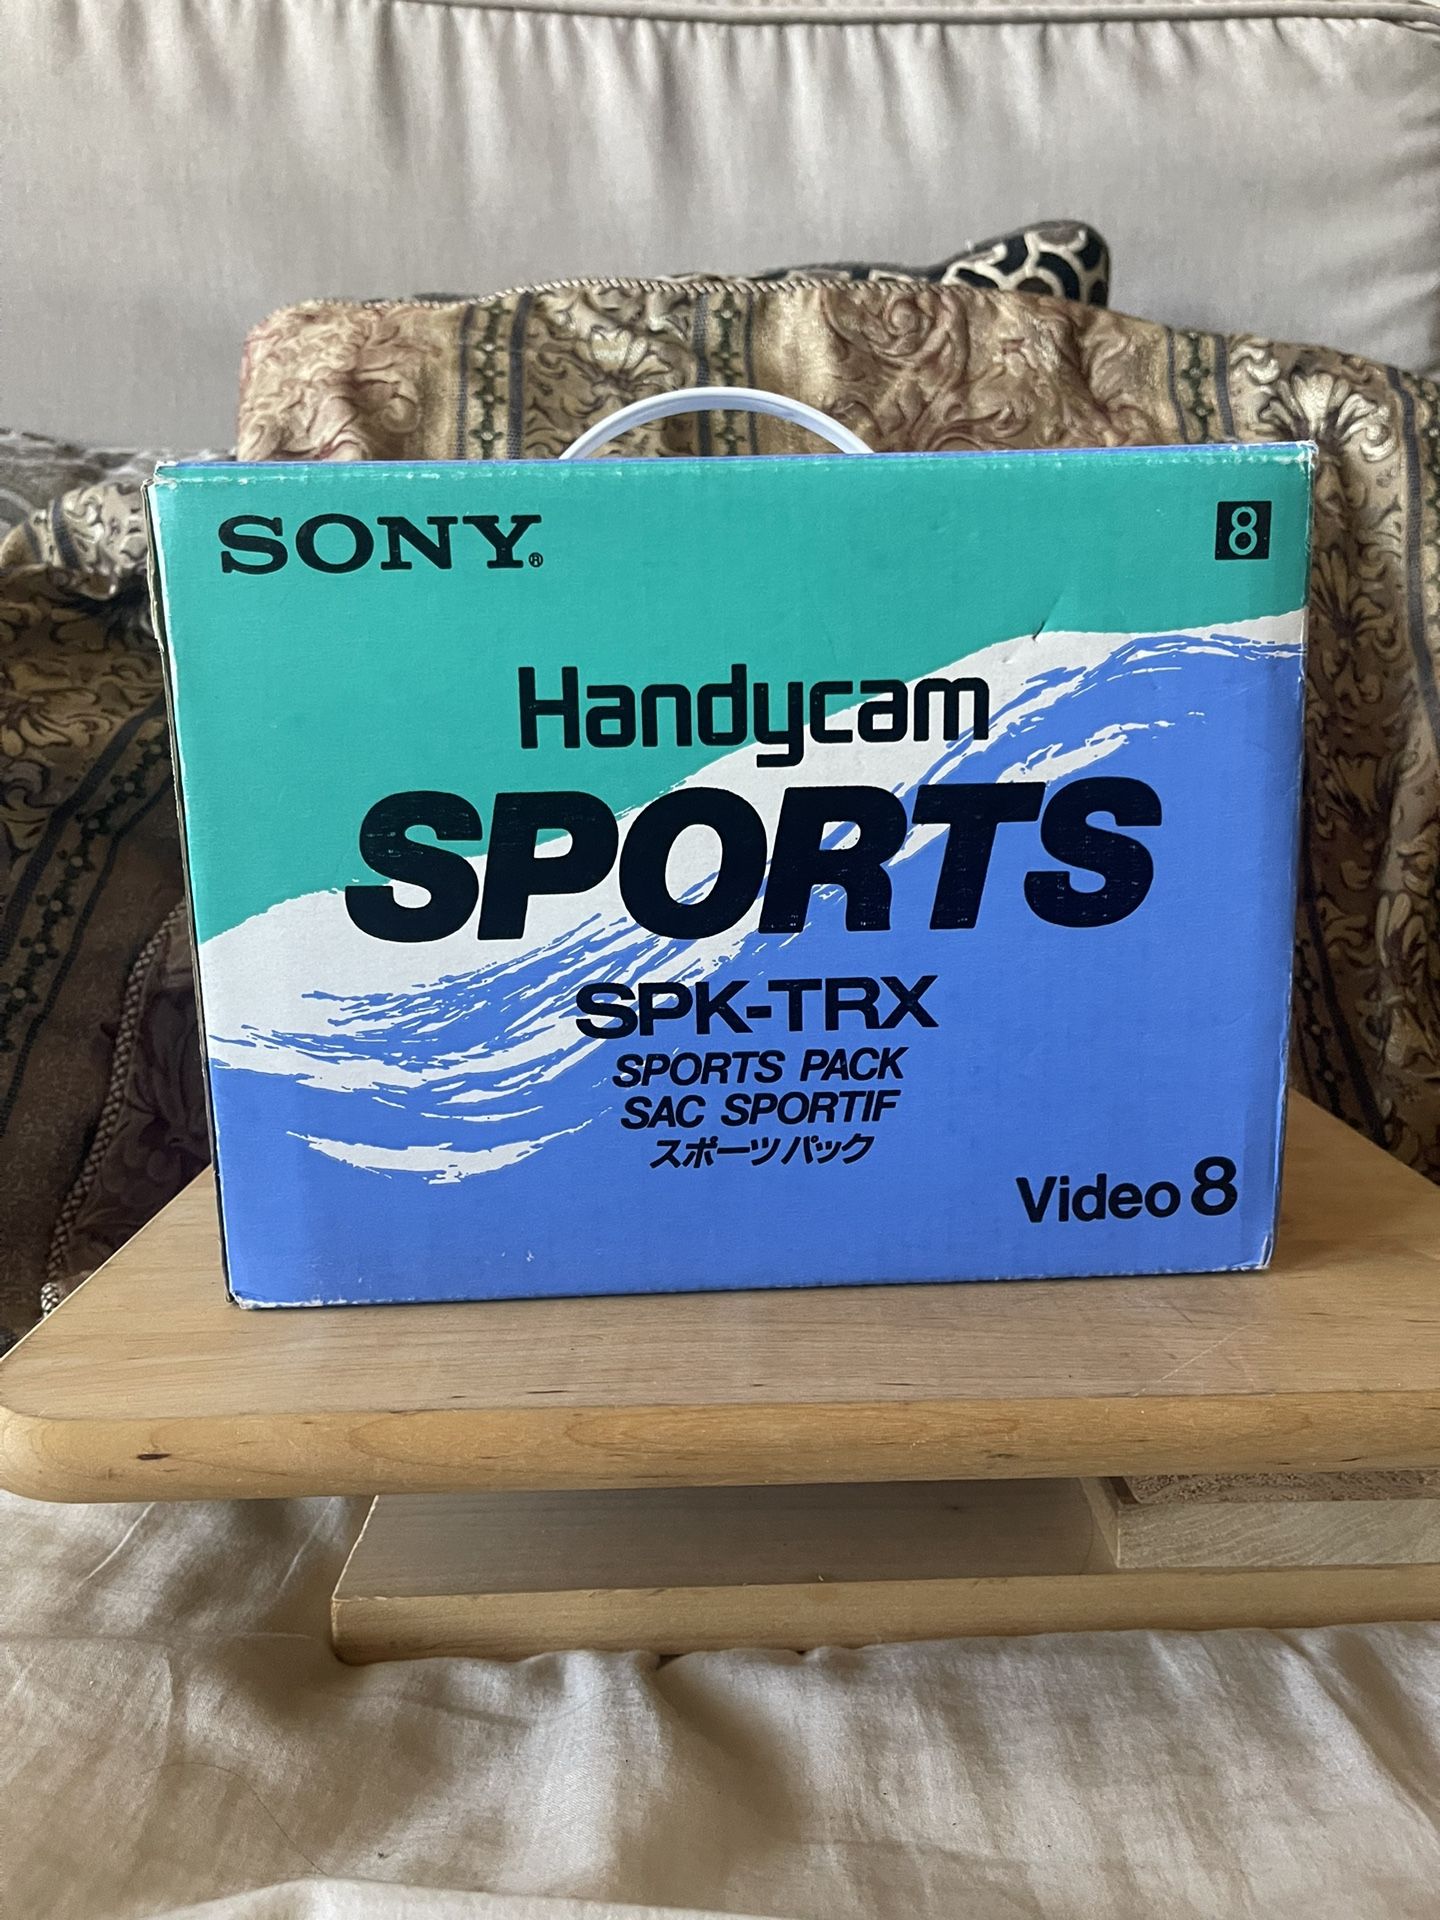 SONY®
8
Handycam
SPORTS
SPK-TRX
SPORTS PACK
SAC SPORTIF
スポーツパック
Video 8